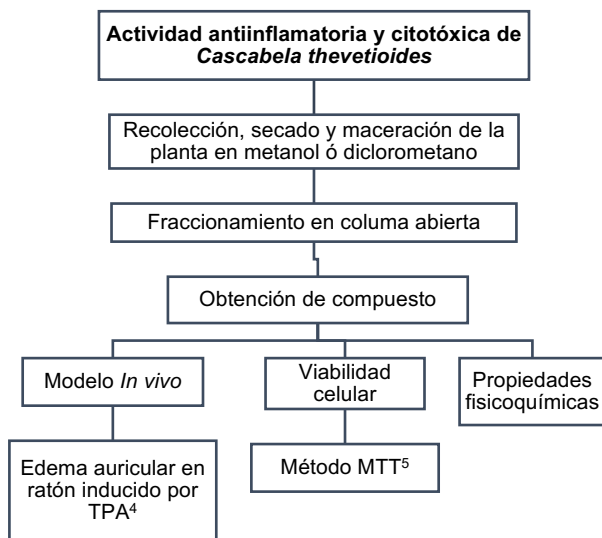 Actividad antiinflamatoria y citotóxica de
Cascabela thevetioides
Recolección, secado y maceración de la
planta en metanol ó diclorometano
Fraccionamiento en columa abierta
Obtención de compuesto
Modelo In vivo
Viabilidad
celular
Propiedades
fisicoquímicas
Edema auricular en
ratón inducido por
TPA⁴
Método MTT⁵